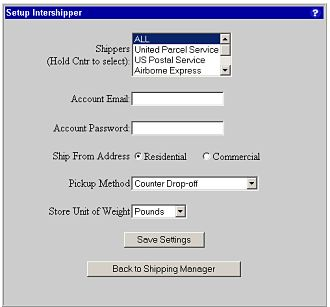 Setup Intershipper ?
Shippers
(Hold Cntr to select):
ALL
United Parcel Service
US Postal Service
Airborne Express
Account Email:
Account Password:
Ship From Address Residential Commercial
Pickup Method Counter Drop-off
Store Unit of Weight Pounds
Save Settings
Back to Shipping Manager